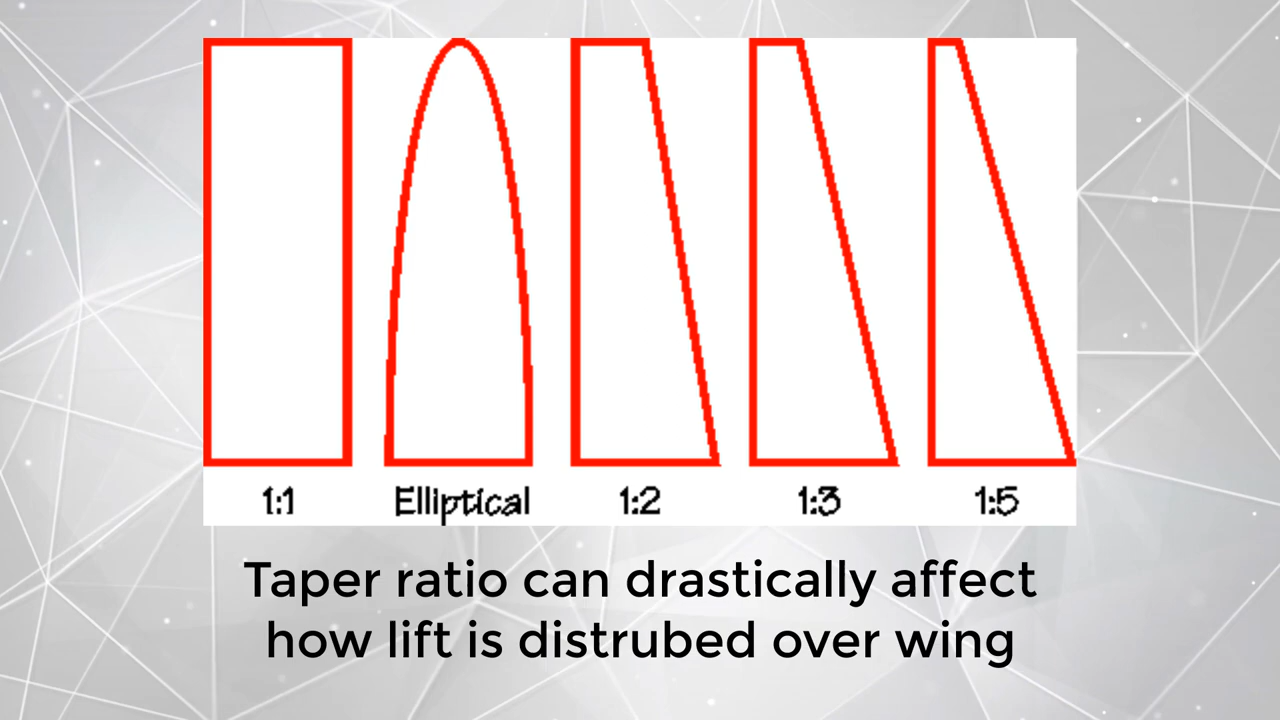 1:1 Elliptical 1:2 1:3 1:5
Taper ratio can drastically affect
how lift is distrubed over wing